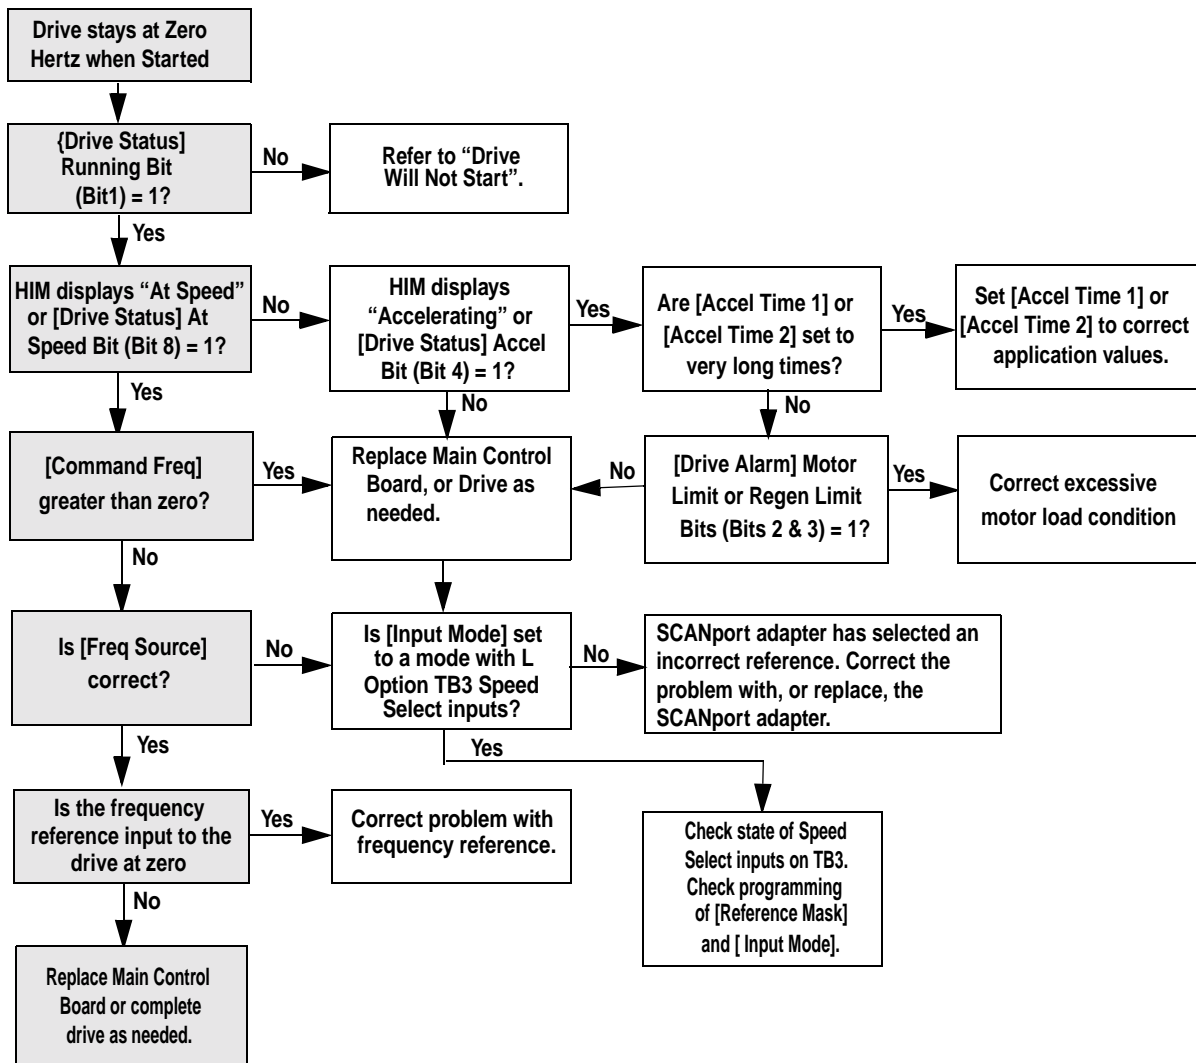 Drive stays at Zero
Hertz when Started
{Drive Status]
Running Bit
(Bit1) = 1?
No
Refer to “Drive
Will Not Start”.
Yes
HIM displays “At Speed”
or [Drive Status] At
Speed Bit (Bit 8) = 1?
No
HIM displays
“Accelerating” or
[Drive Status] Accel
Bit (Bit 4) = 1?
Yes
Are [Accel Time 1] or
[Accel Time 2] set to
very long times?
Yes
Set [Accel Time 1] or
[Accel Time 2] to correct
application values.
Yes
No
No
[Command Freq]
greater than zero?
Yes
Replace Main Control
Board, or Drive as
needed.
No
[Drive Alarm] Motor
Limit or Regen Limit
Bits (Bits 2 & 3) = 1?
Yes
Correct excessive
motor load condition
No
Is [Freq Source]
correct?
No
Is [Input Mode] set
to a mode with L
Option TB3 Speed
Select inputs?
No
SCANport adapter has selected an
incorrect reference. Correct the
problem with, or replace, the
SCANport adapter.
Yes
Yes
Is the frequency
reference input to the
drive at zero
Yes
Correct problem with
frequency reference.
Check state of Speed
Select inputs on TB3.
Check programming
of [Reference Mask]
and [ Input Mode].
No
Replace Main Control
Board or complete
drive as needed.